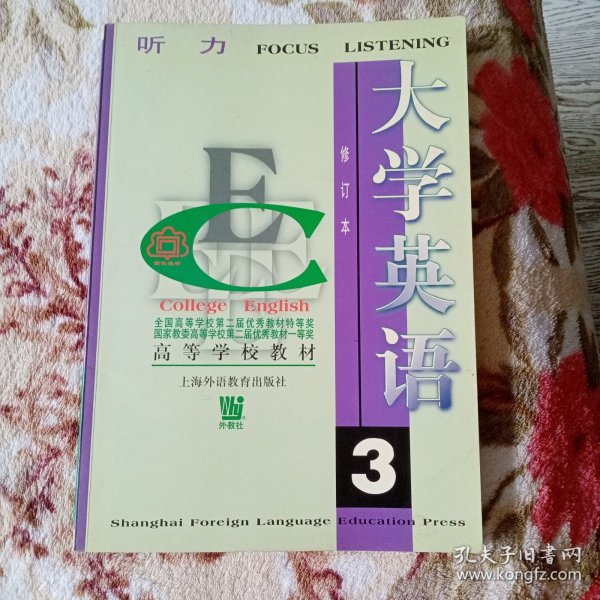 听力 FOCUS LISTENING
大学英语
修订本
E
EE
C
College English
全国高等学校第二届优秀教材特等奖
国家教委高等学校第二届优秀教材一等奖
高等学校教材
上海外语教育出版社
外教社
3
Shanghai Foreign Language Education Press
孔夫子旧书网
www.kongfz.com